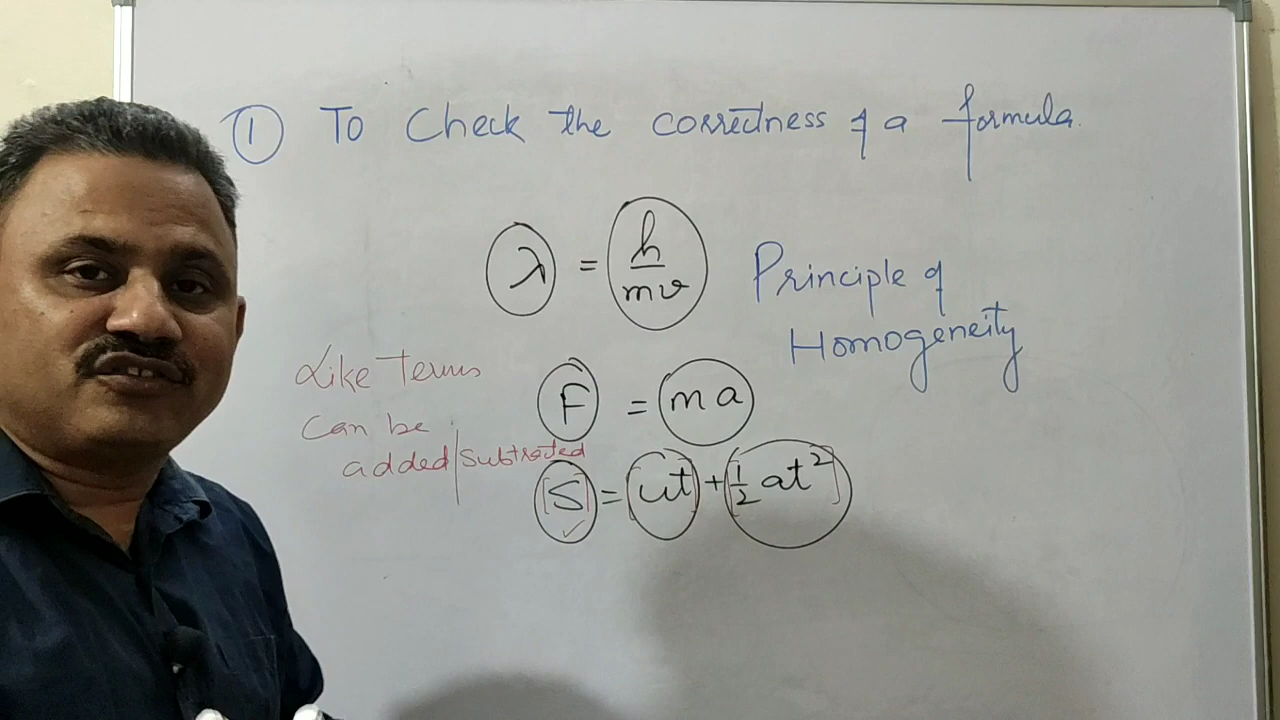 ① To Check the correctness of a formula.
λ = h/mv
Principle of
Homogeneity
Like Terms
can be
added/subtracted
F = ma
[S] = [ut] + [1/2 at²]